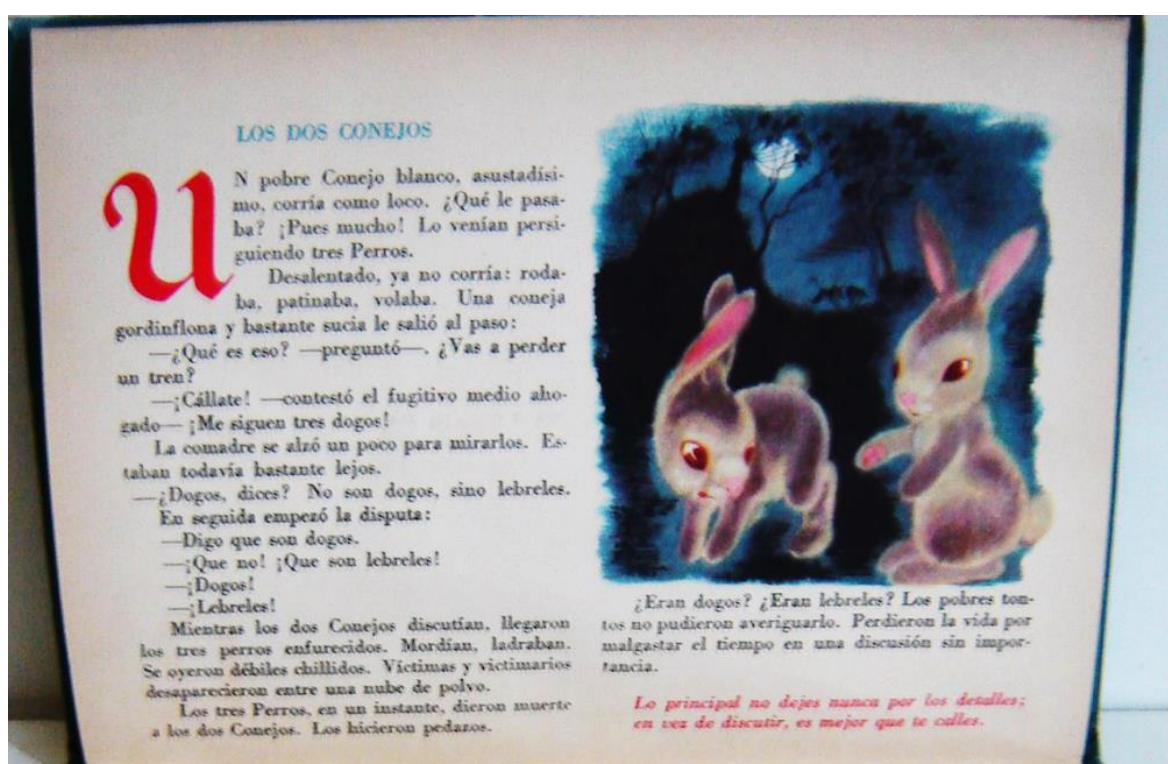 LOS DOS CONEJOS
UN pobre Conejo blanco, asustadísi-
mo, corría como loco. ¿Qué le pasa-
ba? ¡Pues mucho! Lo venían persi-
guiendo tres Perros.
Desalentado, ya no corría: roda-
ba, patinaba, volaba. Una coneja
gordinflona y bastante sucia le salió al paso:
—¿Qué es eso? —preguntó—. ¿Vas a perder
un tren?
—¡Cállate! —contestó el fugitivo medio aho-
gado— ¡Me siguen tres dogos!
La comadre se alzó un poco para mirarlos. Es-
taban todavía bastante lejos.
—¿Dogos, dices? No son dogos, sino lebreles.
En seguida empezó la disputa:
—Digo que son dogos.
—¡Que no! ¡Que son lebreles!
—¡Dogos!
—¡Lebreles!
Mientras los dos Conejos discutían, llegaron
los tres perros enfurecidos. Mordían, ladraban.
Se oyeron débiles chillidos. Víctimas y victimarios
desaparecieron entre una nube de polvo.
Los tres Perros, en un instante, dieron muerte
a los dos Conejos. Los hicieron pedazos.
¿Eran dogos? ¿Eran lebreles? Los pobres ton-
tos no pudieron averiguarlo. Perdieron la vida por
malgastar el tiempo en una discusión sin impor-
tancia.
Lo principal no dejes nunca por los detalles;
en vez de discutir, es mejor que te calles.